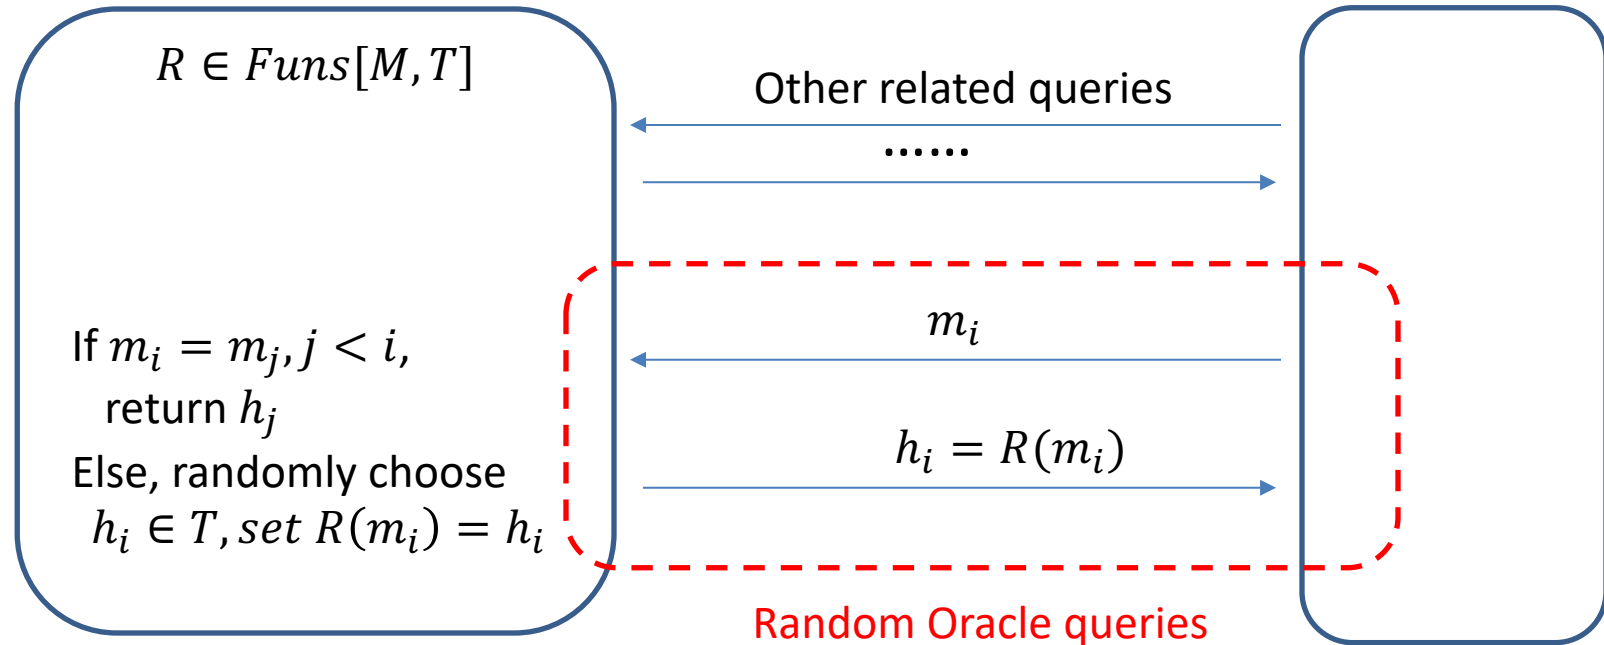 R ∈ Funs[M, T]
Other related queries
......
m_i
If m_i = m_j, j < i,
return h_j
h_i = R(m_i)
Else, randomly choose
h_i ∈ T, set R(m_i) = h_i
Random Oracle queries